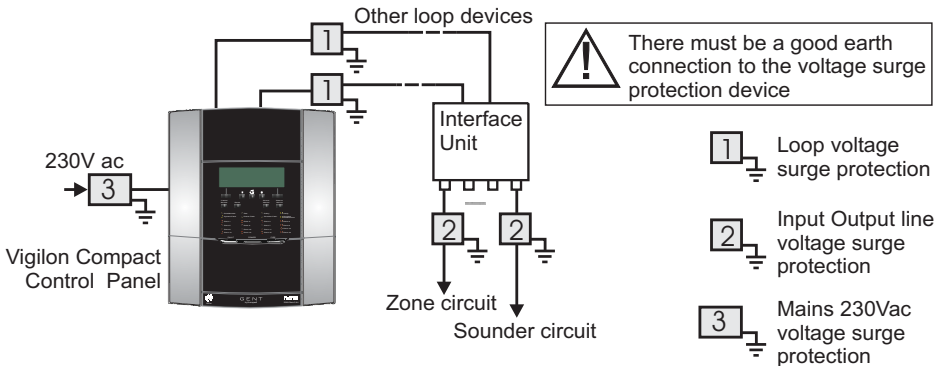 Other loop devices
1
1
There must be a good earth
connection to the voltage surge
protection device
Interface
Unit
230V ac
3
2
2
Vigilon Compact
Control Panel
GENT
Zone circuit
Sounder circuit
1
Loop voltage
surge protection
2
Input Output line
voltage surge
protection
3
Mains 230Vac
voltage surge
protection